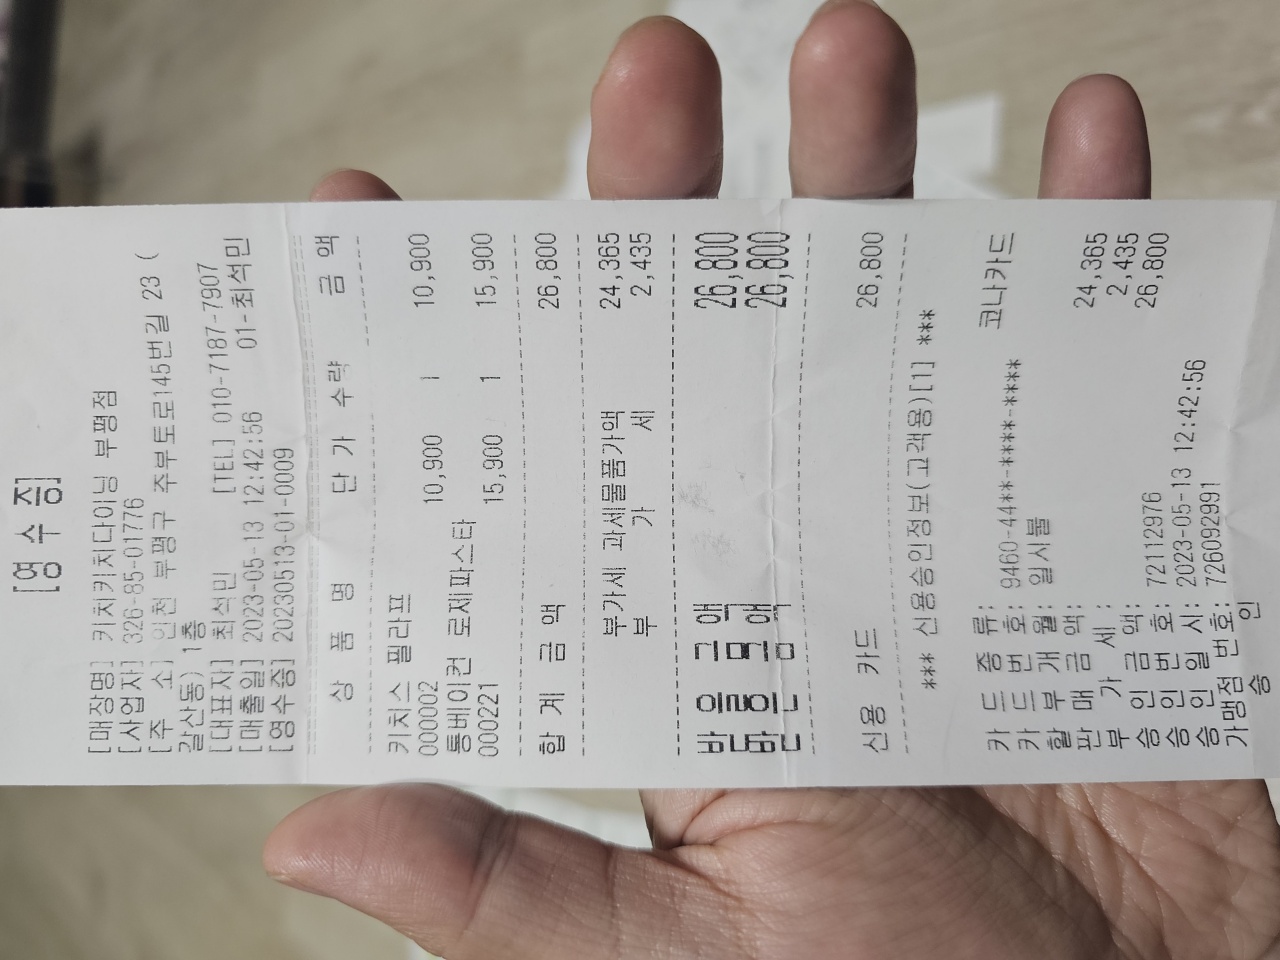 [영 수 증]
[매장명] 키치키치다이닝 부평점
[사업자] 326-85-01776
[주   소] 인천 부평구 주부토로145번길 23 (
갈산동) 1층
[대표자] 최석민 [TEL] 010-7187-7907
[매출일] 2023-05-13 12:42:56 01-최석민
[영수증] 20230513-01-0009
상 품 명 단 가 수 량 금 액
키치스 필라프
000002 10,900 1 10,900
통베이컨 로제파스타
000221 15,900 1 15,900
합 계 금 액 26,800
부가세 과세물품가액 24,365
부 가 세 2,435
받을금액 26,800
받은금액 26,800
신용 카드 26,800
*** 신용승인정보(고객용)[1] ***
카 드 종 류: 코나카드
카 드 번 호: 9460-44**-****-****
할 부 개 월: 일시불
판 매 금 액: 24,365
부 가 세: 2,435
승 인 금 액: 26,800
승 인 번 호: 72112976
승 인 일 시: 2023-05-13 12:42:56
가맹점 번호: 726092991
승 인